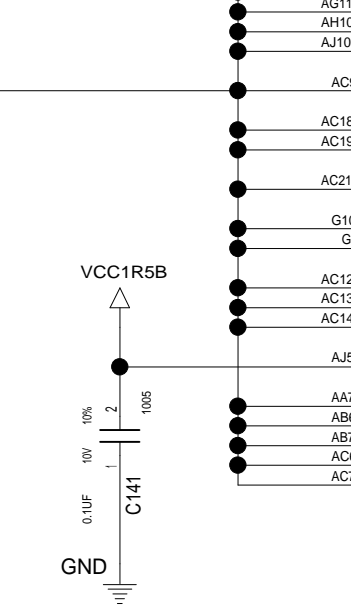 AG11
AH10
AJ10
AC9
AC18
AC19
AC21
G10
G
AC12
AC13
AC14
VCC1R5B
AJ5
AA7
AB6
AB7
AC6
AC7
10%
2
1005
10V
1
0.1UF
C141
GND